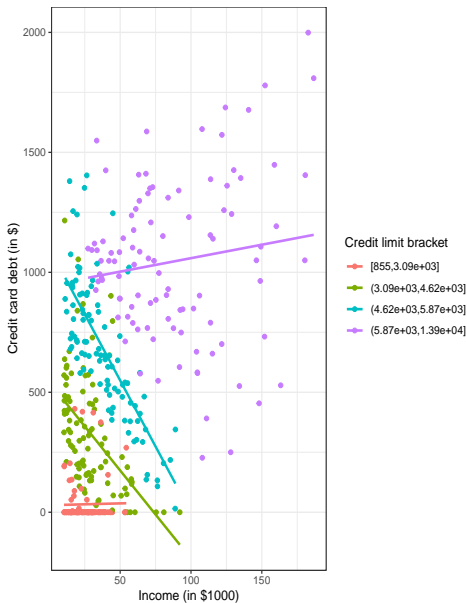 2000
1500
1000
500
0
Credit card debt (in $)
50
100
150
Income (in $1000)
Credit limit bracket
[855,3.09e+03]
(3.09e+03,4.62e+03]
(4.62e+03,5.87e+03]
(5.87e+03,1.39e+04]